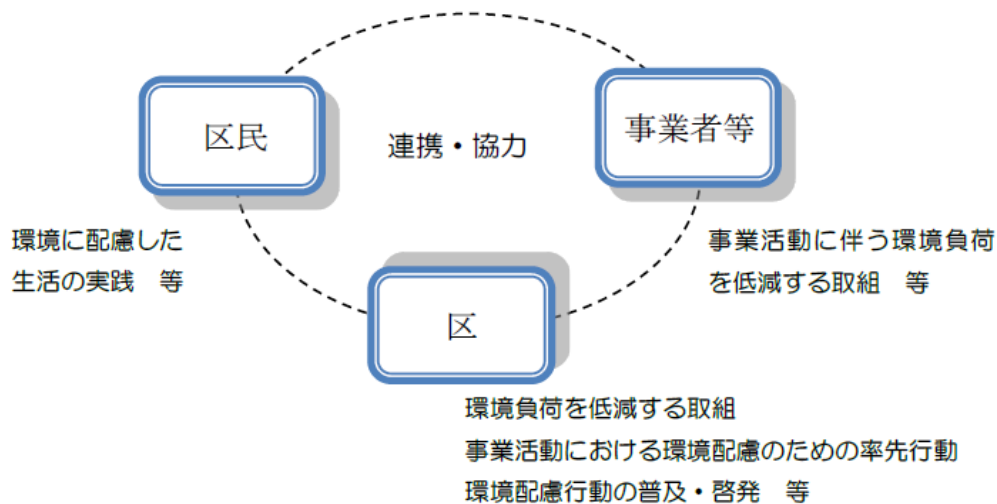 区民
事業者等
連携・協力
環境に配慮した
生活の実践　等
事業活動に伴う環境負荷
を低減する取組　等
区
環境負荷を低減する取組
事業活動における環境配慮のための率先行動
環境配慮行動の普及・啓発　等